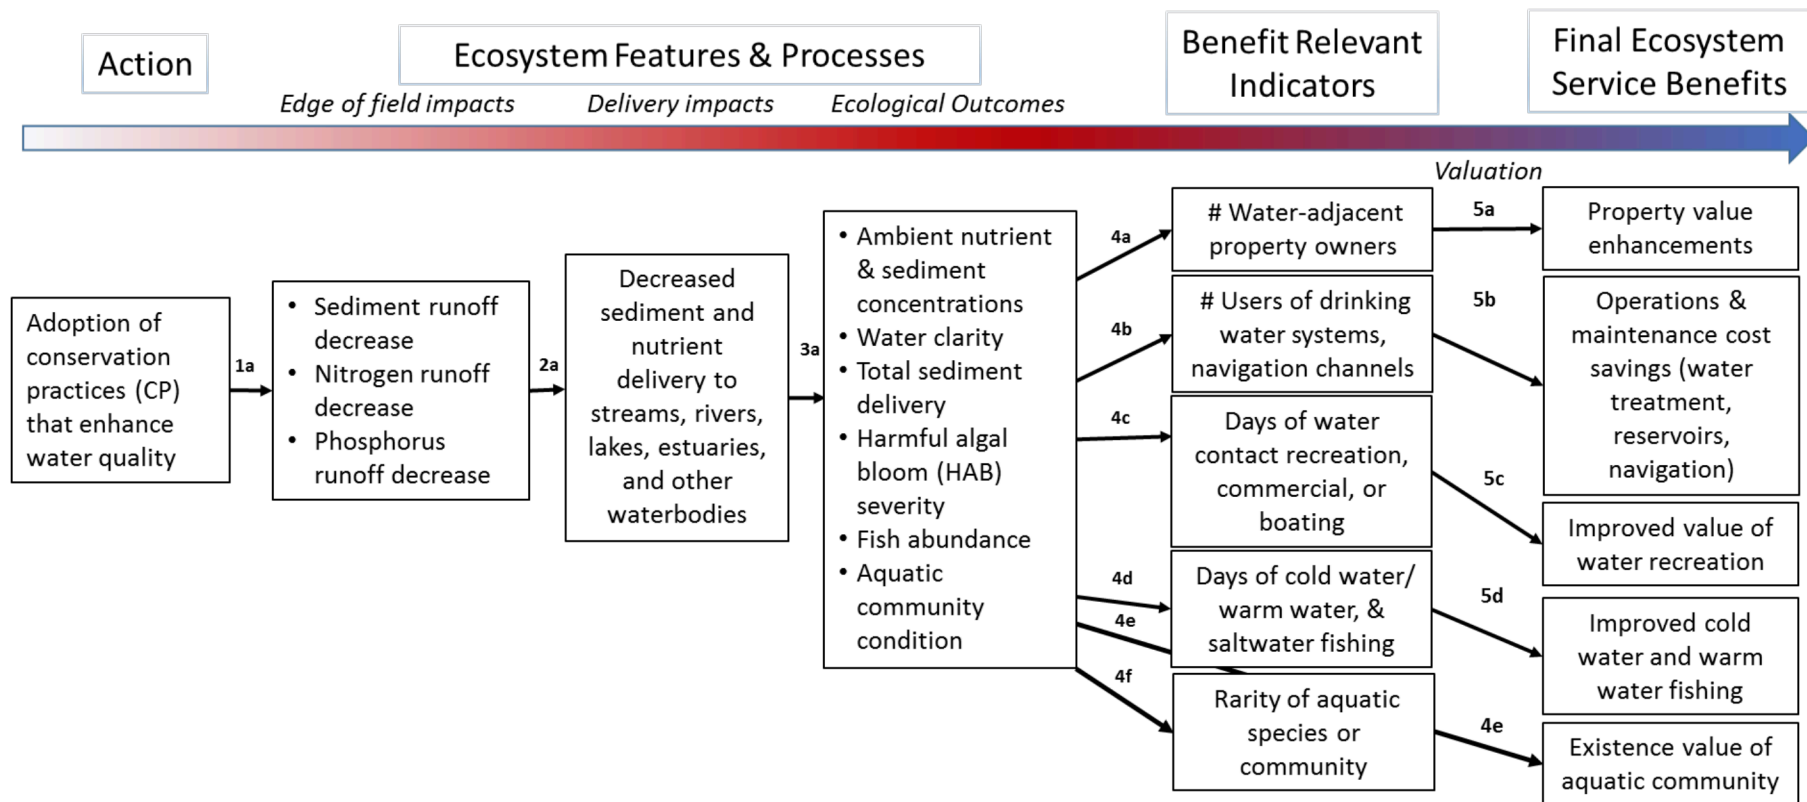 Action
Ecosystem Features & Processes
Benefit Relevant
Indicators
Final Ecosystem
Service Benefits
Edge of field impacts
Delivery impacts
Ecological Outcomes
Valuation
Adoption of
conservation
practices (CP)
that enhance
water quality
1a
• Sediment runoff
decrease
• Nitrogen runoff
decrease
• Phosphorus
runoff decrease
2a
Decreased
sediment and
nutrient
delivery to
streams, rivers,
lakes, estuaries,
and other
waterbodies
3a
• Ambient nutrient
& sediment
concentrations
• Water clarity
• Total sediment
delivery
• Harmful algal
bloom (HAB)
severity
• Fish abundance
• Aquatic
community
condition
4a
4b
4c
4d
4e
4f
# Water-adjacent
property owners
# Users of drinking
water systems,
navigation channels
Days of water
contact recreation,
commercial, or
boating
Days of cold water/
warm water, &
saltwater fishing
Rarity of aquatic
species or
community
5a
5b
5c
5d
4e
Property value
enhancements
Operations &
maintenance cost
savings (water
treatment,
reservoirs,
navigation)
Improved value of
water recreation
Improved cold
water and warm
water fishing
Existence value of
aquatic community